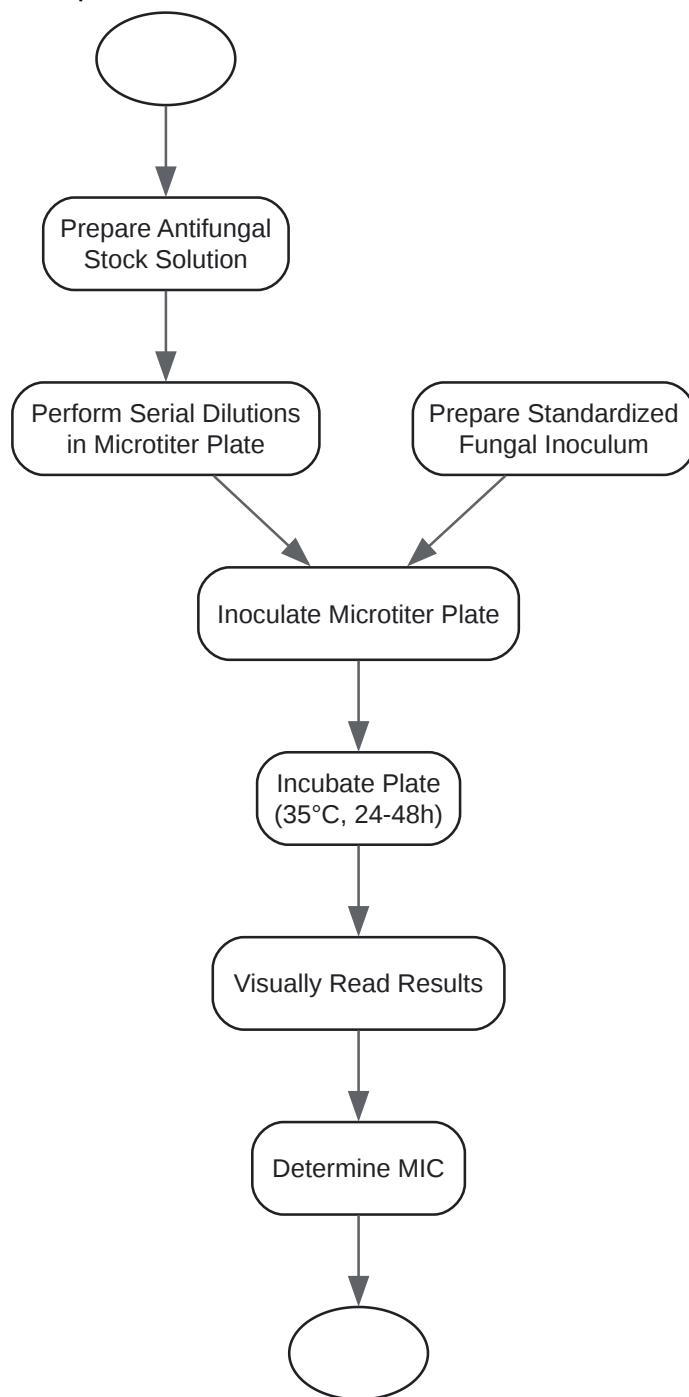 Prepare Antifungal
Stock Solution
Perform Serial Dilutions
in Microtiter Plate
Prepare Standardized
Fungal Inoculum
Inoculate Microtiter Plate
Incubate Plate
(35°C, 24-48h)
Visually Read Results
Determine MIC